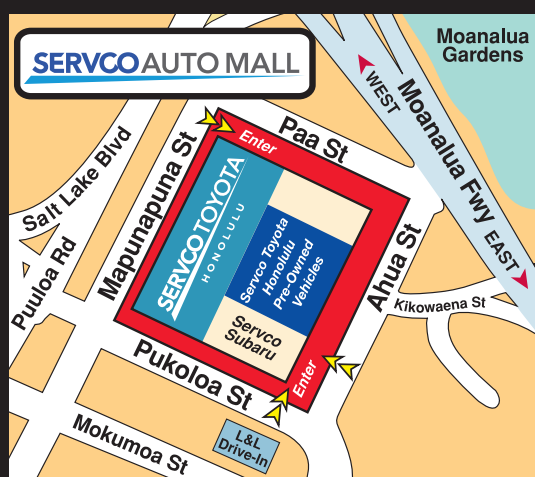 SERVCO AUTO MALL
Moanalua
Gardens
WEST
Moanalua Fwy
EAST
Paa St
Enter
Salt Lake Blvd
Mapunapuna St
SERVCO TOYOTA
HONOLULU
Servco Toyota
Honolulu
Pre-Owned
Vehicles
Ahua St
Puuloa Rd
Kikowaena St
Servco
Subaru
Pukoloa St
Enter
Mokumoa St
L&L
Drive-In